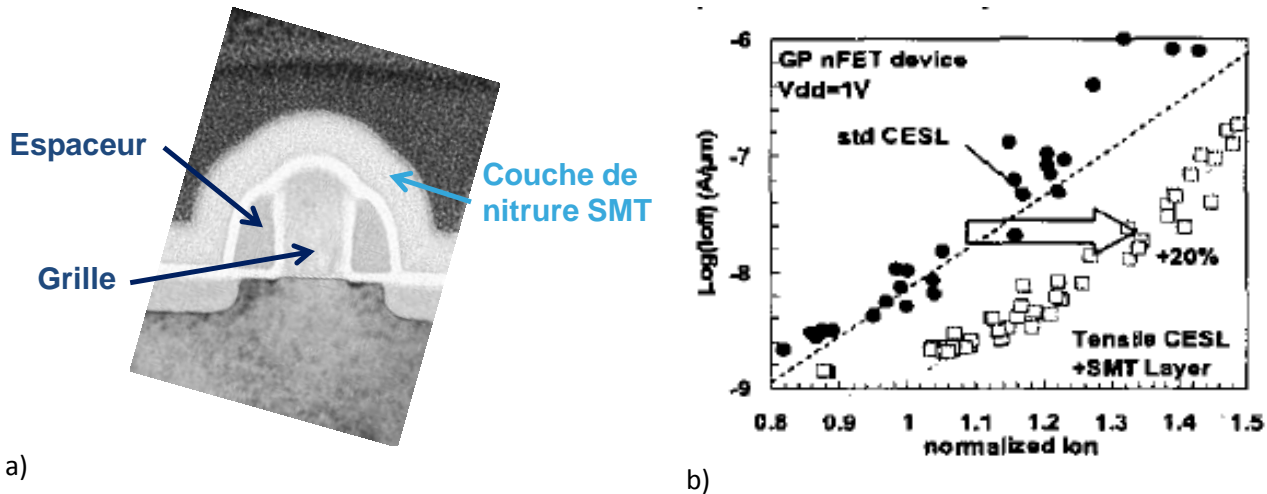 Espaceur
Grille
Couche de
nitrure SMT
a)
GP nFET device
Vdd=1V
std CESL
+20%
Tensile CESL
+SMT Layer
Log(Ioff) (A/µm)
-6
-7
-8
-9
0.8 0.9 1 1.1 1.2 1.3 1.4 1.5
normalized Ion
b)